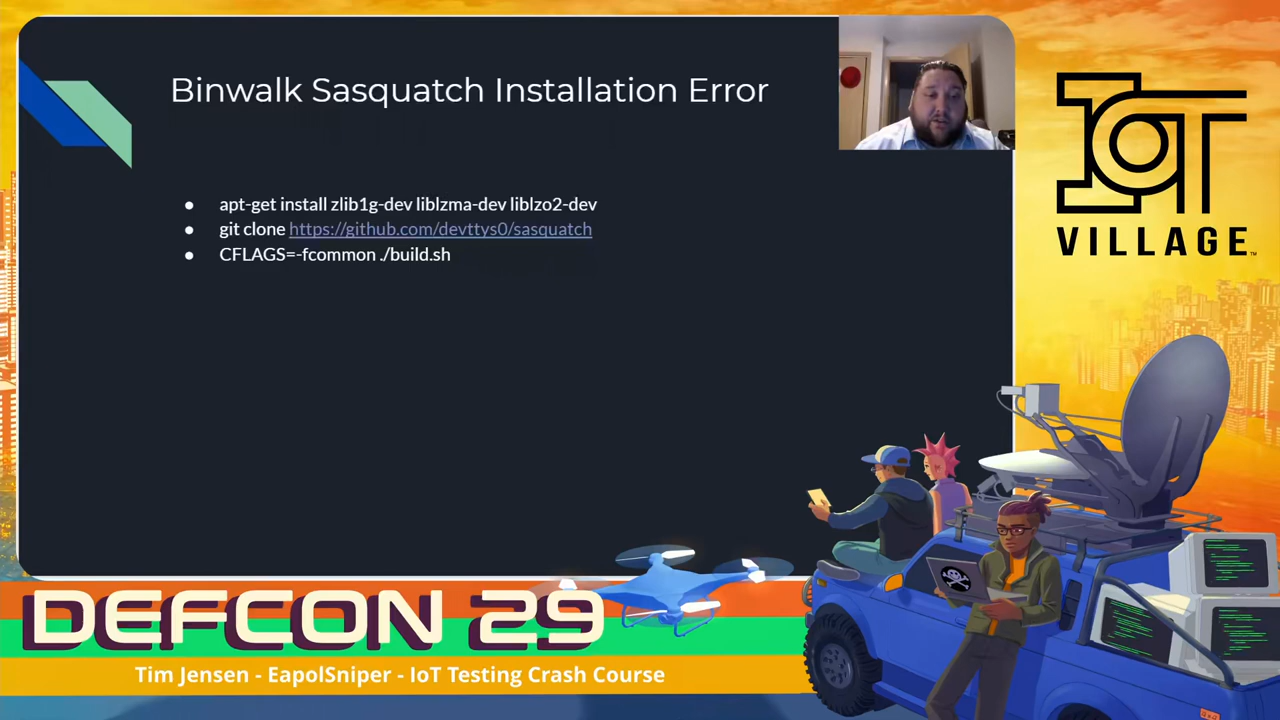 Binwalk Sasquatch Installation Error
● apt-get install zlib1g-dev liblzma-dev liblzo2-dev
● git clone https://github.com/devttys0/sasquatch
● CFLAGS=-fcommon ./build.sh
IOT
VILLAGE™
DEFCON 29
Tim Jensen - EapolSniper - IoT Testing Crash Course